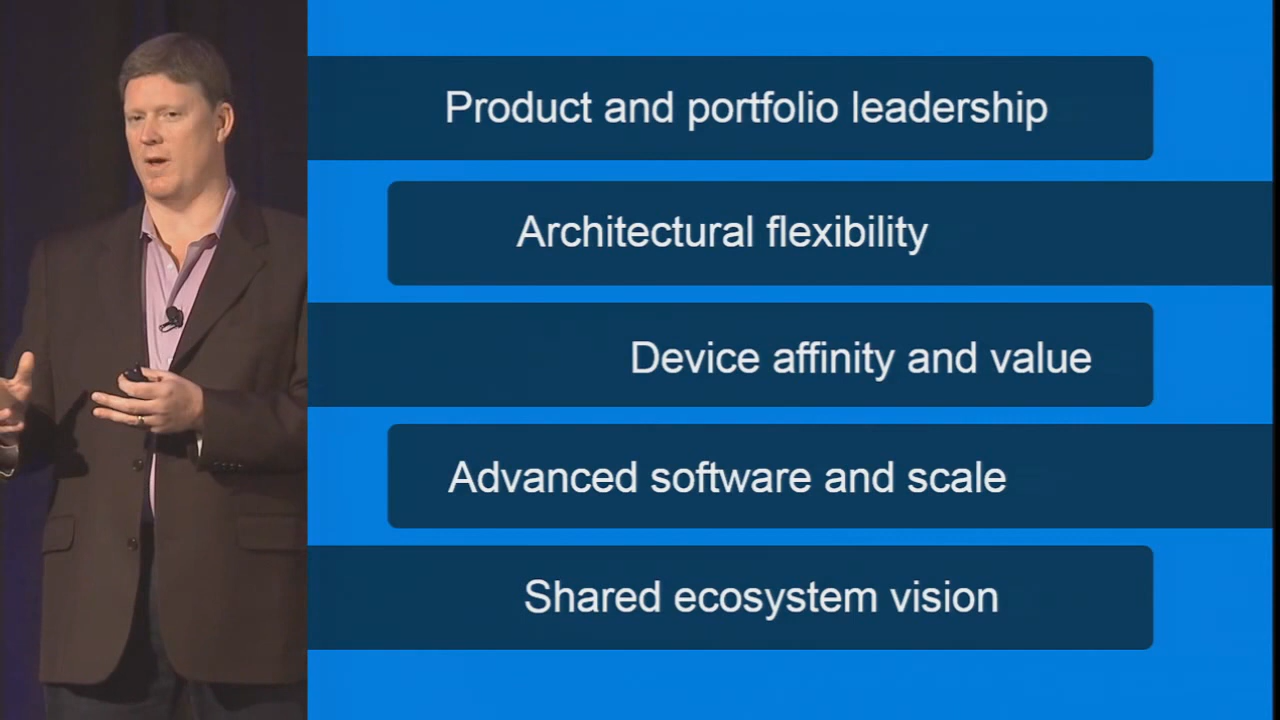 Product and portfolio leadership
Architectural flexibility
Device affinity and value
Advanced software and scale
Shared ecosystem vision